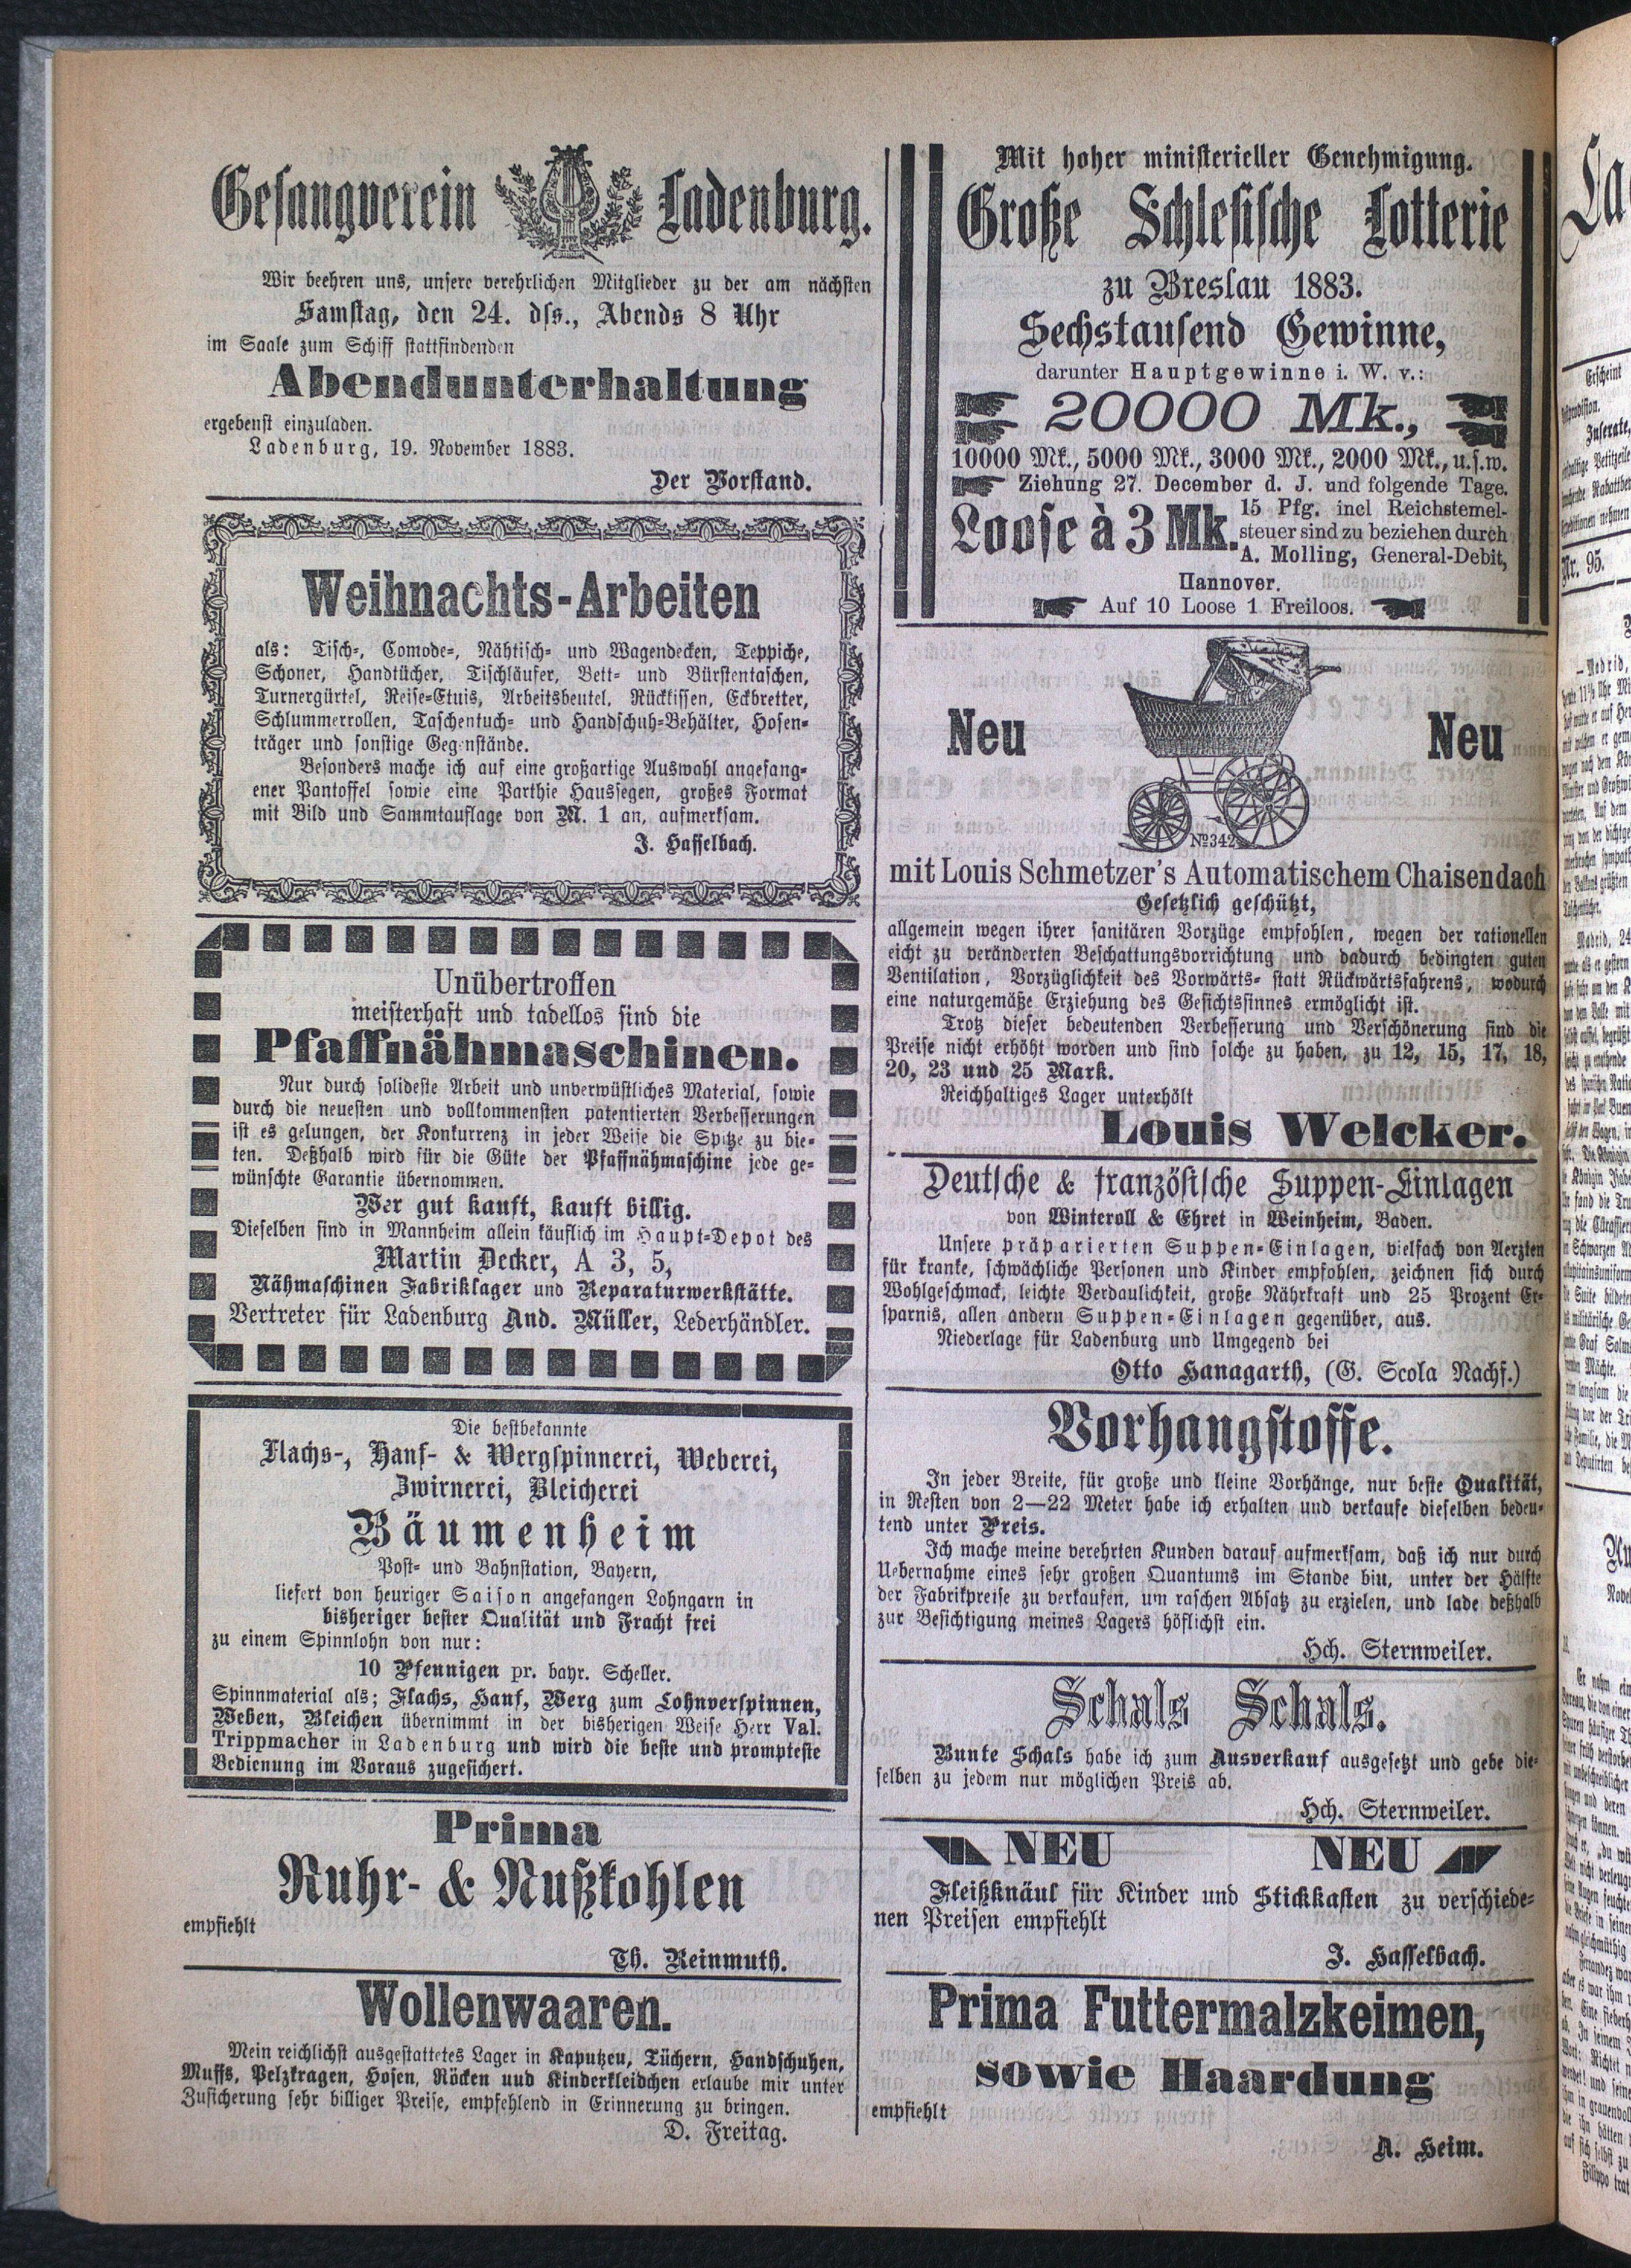 Gesangverein Ladenburg.
Wir beehren uns, unsere verehrlichen Mitglieder zu der am nächsten
Samstag, den 24. dss., Abends 8 Uhr
im Saale zum Schiff stattfindenden
Abendunterhaltung
ergebenst einzuladen.
Ladenburg, 19. November 1883.
Der Vorstand.
Weihnachts-Arbeiten
als: Tisch-, Comode-, Nähtisch- und Wagendecken, Teppiche,
Schoner, Handtücher, Tischläufer, Bett- und Bürstentaschen,
Turnergürtel, Reise-Etuis, Arbeitsbeutel, Rückkissen, Eckbretter,
Schlummerrollen, Taschentuch- und Handschuh-Behälter, Hosen-
träger und sonstige Gegenstände.
Besonders mache ich auf eine großartige Auswahl angefang-
ener Pantoffel sowie eine Parthie Haussegen, großes Format
mit Bild und Sammtauflage von M. 1 an, aufmerksam.
J. Hasselbach.
Unübertroffen
meisterhaft und tadellos sind die
Pfaffnähmaschinen.
Nur durch solideste Arbeit und unverwüstliches Material, sowie
durch die neuesten und vollkommensten patentierten Verbesserungen
ist es gelungen, der Konkurrenz in jeder Weise die Spitze zu bie-
ten. Deßhalb wird für die Güte der Pfaffnähmaschine jede ge-
wünschte Garantie übernommen.
Wer gut kauft, kauft billig.
Dieselben sind in Mannheim allein käuflich im Haupt-Depot des
Martin Decker, A 3, 5,
Nähmaschinen Fabriklager und Reparaturwerkstätte.
Vertreter für Ladenburg And. Müller, Lederhändler.
Die bestbekannte
Flachs-, Hanf- & Wergspinnerei, Weberei,
Zwirnerei, Bleicherei
Bäumenheim
Post- und Bahnstation, Bayern,
liefert von heuriger Saison angefangen Lohngarn in
bisheriger bester Qualität und Fracht frei
zu einem Spinnlohn von nur:
10 Pfennigen pr. bayr. Scheller.
Spinnmaterial als; Flachs, Hanf, Werg zum Lohnverspinnen,
Weben, Bleichen übernimmt in der bisherigen Weise Herr Val.
Trippmacher in Ladenburg und wird die beste und prompteste
Bedienung im Voraus zugesichert.
Prima
Ruhr- & Nußkohlen
empfiehlt
Th. Reinmuth.
Wollenwaaren.
Mein reichlichst ausgestattetes Lager in Kaputzen, Tüchern, Handschuhen,
Muffs, Pelzkragen, Hosen, Röcken und Kinderkleidchen erlaube mir unter
Zusicherung sehr billiger Preise, empfehlend in Erinnerung zu bringen.
D. Freitag.
Mit hoher ministerieller Genehmigung.
Große Schlesische Lotterie
zu Breslau 1883.
Sechstausend Gewinne,
darunter Hauptgewinne i. W. v.:
20000 Mk.,
10000 Mk., 5000 Mk., 3000 Mk., 2000 Mk., u.s.w.
Ziehung 27. December d. J. und folgende Tage.
Loose à 3 Mk. 15 Pfg. incl Reichstemel-
steuer sind zu beziehen durch
A. Molling, General-Debit,
Hannover.
Auf 10 Loose 1 Freiloos.
Neu Neu
No 342
mit Louis Schmetzer's Automatischem Chaisendach
Gesetzlich geschützt,
allgemein wegen ihrer sanitären Vorzüge empfohlen, wegen der rationellen
eicht zu veränderten Beschattungsvorrichtung und dadurch bedingten guten
Ventilation, Vorzüglichkeit des Vorwärts- statt Rückwärtsfahrens, wodurch
eine naturgemäße Erziehung des Gesichtsinnes ermöglicht ist.
Trotz dieser bedeutenden Verbesserung und Verschönerung sind die
Preise nicht erhöht worden und sind solche zu haben, zu 12, 15, 17, 18,
20, 23 und 25 Mark.
Reichhaltiges Lager unterhölt
Louis Welcker.
Deutsche & französische Suppen-Einlagen
von Winteroll & Ehret in Weinheim, Baden.
Unsere präparierten Suppen-Einlagen, vielfach von Aerzten
für kranke, schwächliche Personen und Kinder empfohlen, zeichnen sich durch
Wohlgeschmack, leichte Verdaulichkeit, große Nährkraft und 25 Prozent Er-
sparnis, allen andern Suppen-Einlagen gegenüber, aus.
Niederlage für Ladenburg und Umgegend bei
Otto Hanagarth, (G. Scola Nachf.)
Vorhangstoffe.
In jeder Breite, für große und kleine Vorhänge, nur beste Qualität,
in Resten von 2—22 Meter habe ich erhalten und verkaufe dieselben bedeu-
tend unter Preis.
Ich mache meine verehrten Kunden darauf aufmerksam, daß ich nur durch
Uebernahme eines sehr großen Quantums im Stande bin, unter der Hälfte
der Fabrikpreise zu verkaufen, um raschen Absatz zu erzielen, und lade deßhalb
zur Besichtigung meines Lagers höflichst ein.
Hch. Sternweiler.
Schals Schals.
Bunte Schals habe ich zum Ausverkauf ausgesetzt und gebe die-
selben zu jedem nur möglichen Preis ab.
Hch. Sternweiler.
NEU NEU
Fleißknäul für Kinder und Stickkasten zu verschiede-
nen Preisen empfiehlt
J. Hasselbach.
Prima Futtermalzkeimen,
sowie Haardung
empfiehlt
A. Heim.
Erscheint
Inserate,
Nr. 95.